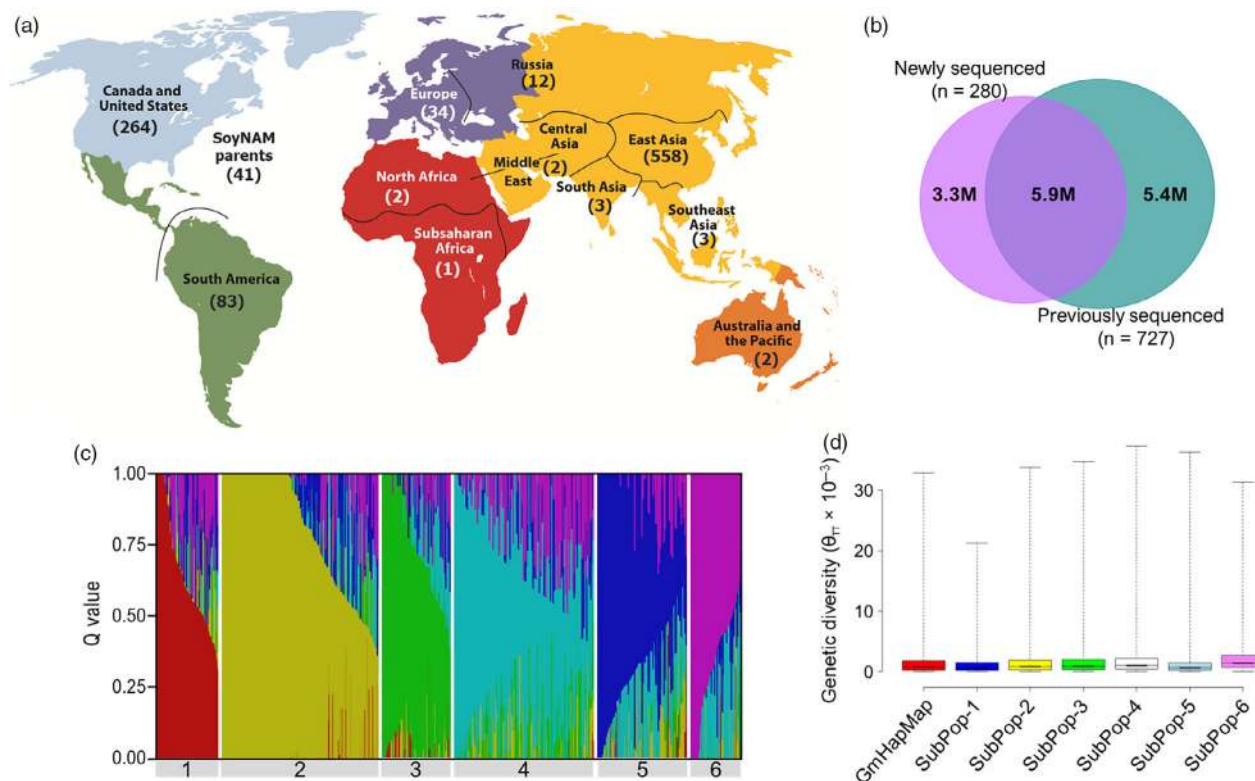 (a)
Canada and
United States
(264)
SoyNAM
parents
(41)
South America
(83)
Europe
(34)
Russia
(12)
North Africa
(2)
Subsaharan
Africa
(1)
Middle
East
Central
Asia
(2)
East Asia
(558)
South Asia
(3)
Southeast
Asia
(3)
Australia and
the Pacific
(2)
(b)
Newly sequenced
(n = 280)
3.3M
5.9M
5.4M
Previously sequenced
(n = 727)
(c)
Q value
1.00
0.75
0.50
0.25
0.00
1 2 3 4 5 6
(d)
Genetic diversity (θπ × 10−3)
30
20
10
0
GmHapMap
SubPop-1
SubPop-2
SubPop-3
SubPop-4
SubPop-5
SubPop-6